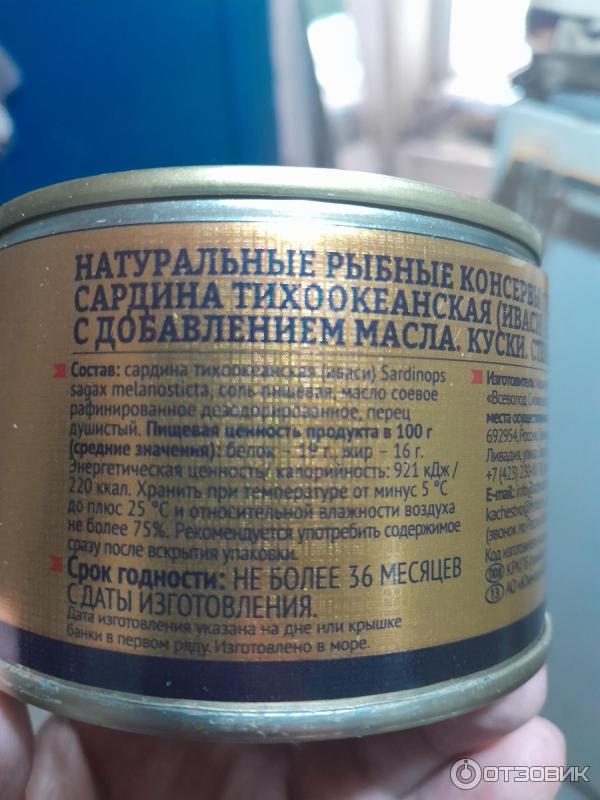 НАТУРАЛЬНЫЕ РЫБНЫЕ КОНСЕРВЫ
САРДИНА ТИХООКЕАНСКАЯ (ИВАСИ
С ДОБАВЛЕНИЕМ МАСЛА. КУСКИ.
Состав: сардина тихоокеанская (иваси) Sardinops
sagax melanosticta, соль пищевая, масло соевое
рафинированное дезодорированное, перец
душистый. Пищевая ценность продукта в 100 г
(средние значения): белок – 19 г, жир – 16 г.
Энергетическая ценность/ калорийность: 921 кДж/
220 ккал. Хранить при температуре от минус 5 °С
до плюс 25 °С и относительной влажности воздуха
не более 75%. Рекомендуется употребить содержимое
сразу после вскрытия упаковки.
Срок годности: НЕ БОЛЕЕ 36 МЕСЯЦЕВ
С ДАТЫ ИЗГОТОВЛЕНИЯ.
Дата изготовления указана на дне или крышке
банки в первом ряду. Изготовлено в море.
Изготовитель:
«Всеволод
места
692954, Россия,
Ливадия,
+7 (423)
E-mail:
(звонок по
Код
ОТЗОВИК